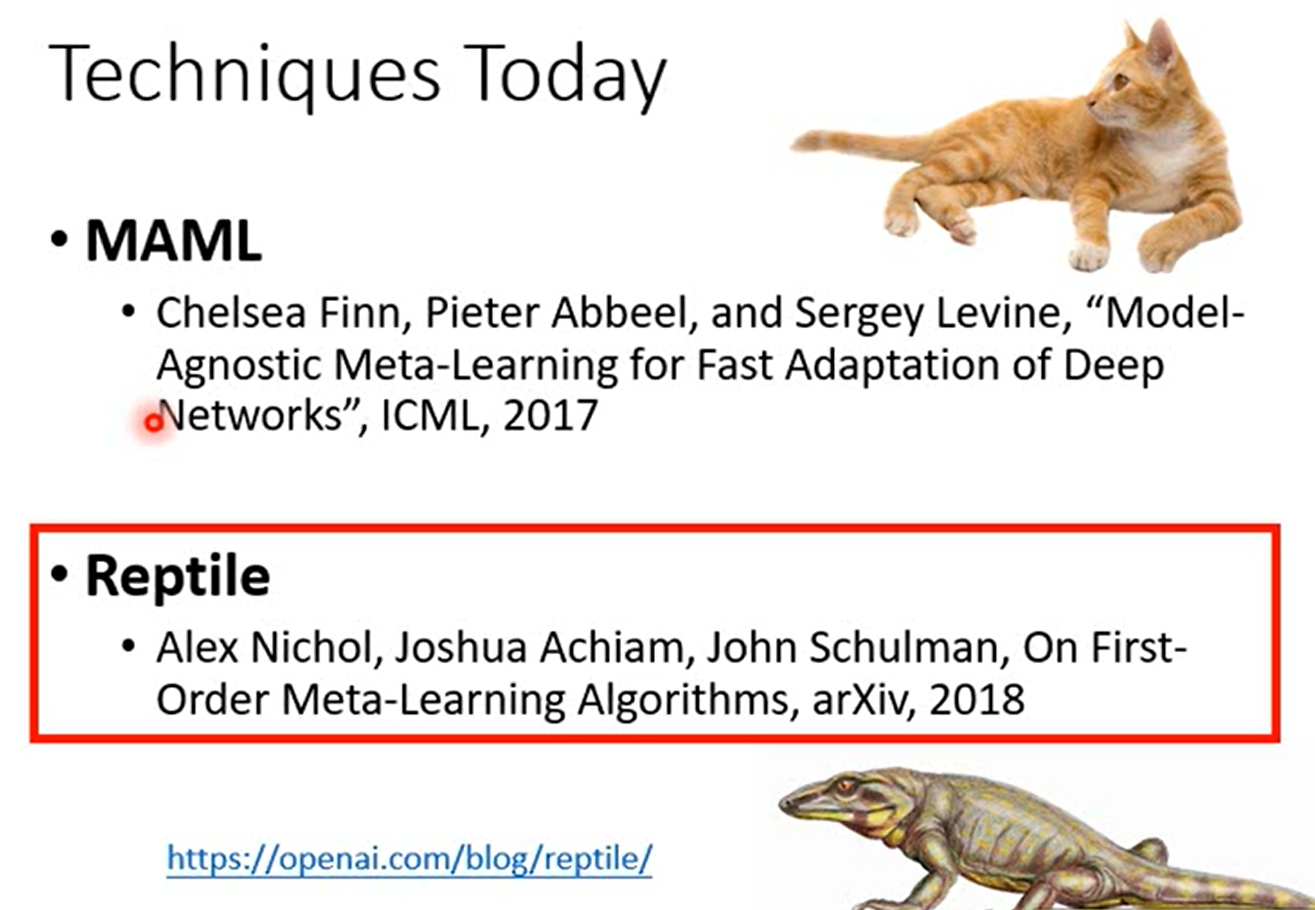 Techniques Today
• MAML
• Chelsea Finn, Pieter Abbeel, and Sergey Levine, “Model-
Agnostic Meta-Learning for Fast Adaptation of Deep
Networks”, ICML, 2017
• Reptile
• Alex Nichol, Joshua Achiam, John Schulman, On First-
Order Meta-Learning Algorithms, arXiv, 2018
https://openai.com/blog/reptile/